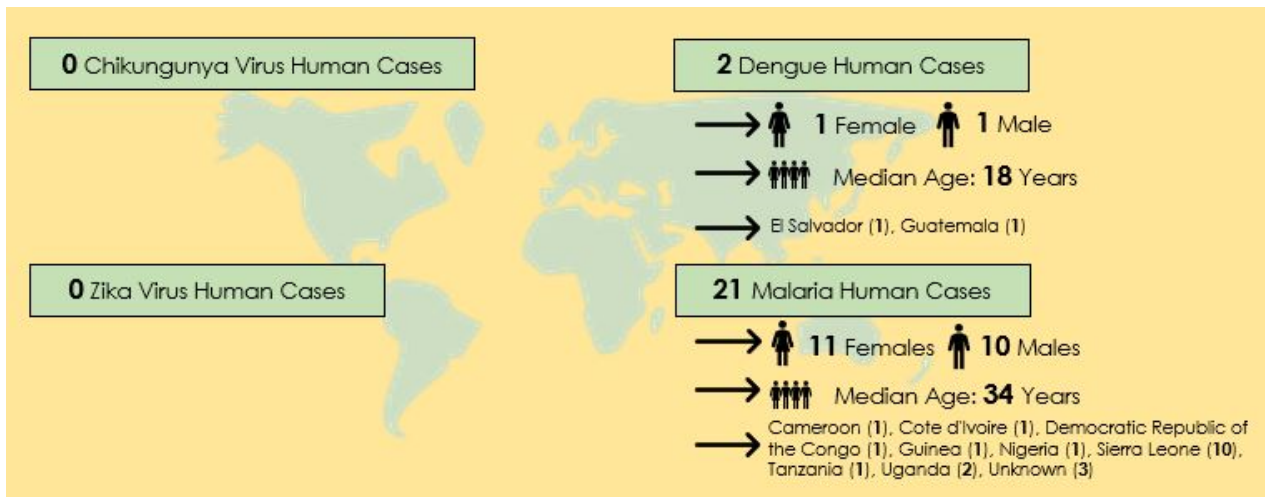 0 Chikungunya Virus Human Cases
2 Dengue Human Cases
1 Female 1 Male
Median Age: 18 Years
El Salvador (1), Guatemala (1)
0 Zika Virus Human Cases
21 Malaria Human Cases
11 Females 10 Males
Median Age: 34 Years
Cameroon (1), Cote d'Ivoire (1), Democratic Republic of
the Congo (1), Guinea (1), Nigeria (1), Sierra Leone (10),
Tanzania (1), Uganda (2), Unknown (3)